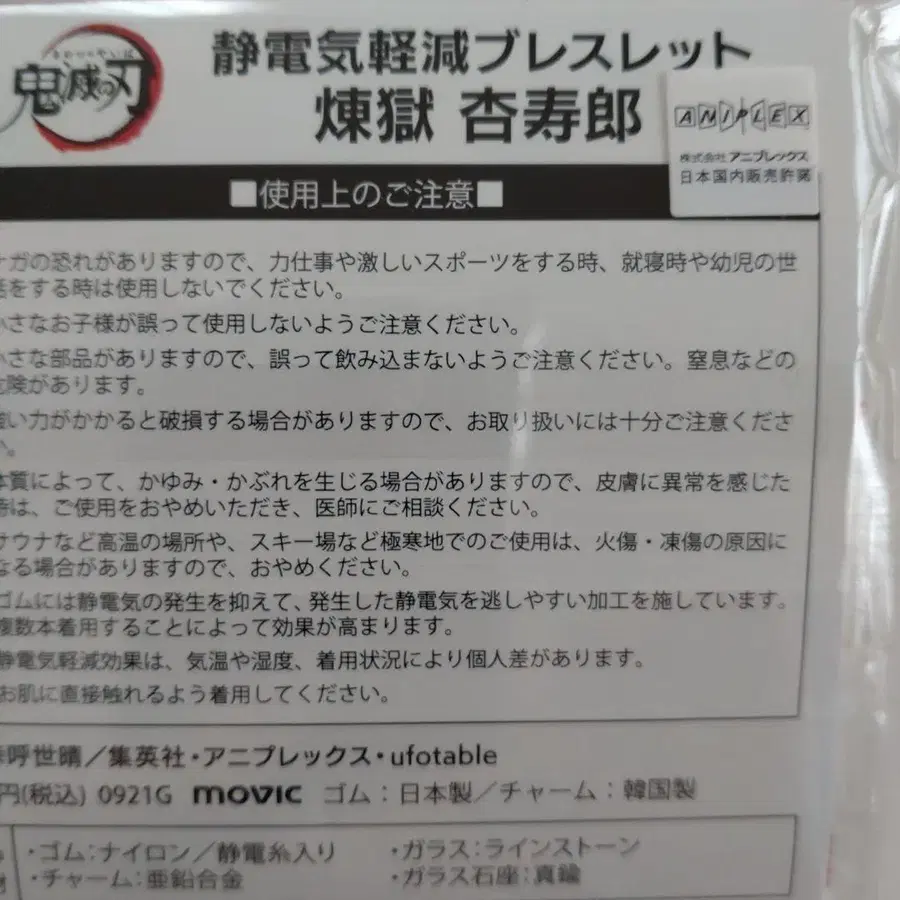 きめつのやいば
鬼滅の刃
静電気軽減ブレスレット
煉獄 杏寿郎
ANIPLEX
株式会社アニプレックス
日本国内販売許諾
■使用上のご注意■
ガの恐れがありますので、力仕事や激しいスポーツをする時、就寝時や幼児の世
話をする時は使用しないでください。
小さなお子様が誤って使用しないようご注意ください。
小さな部品がありますので、誤って飲み込まないようご注意ください。窒息などの
危険があります。
強い力がかかると破損する場合がありますので、お取り扱いには十分ご注意くださ
い。
体質によって、かゆみ・かぶれを生じる場合がありますので、皮膚に異常を感じた
時は、ご使用をおやめいただき、医師にご相談ください。
サウナなど高温の場所や、スキー場など極寒地でのご使用は、火傷・凍傷の原因に
なる場合がありますので、おやめください。
ゴムには静電気の発生を抑えて、発生した静電気を逃しやすい加工を施しています。
複数本着用することによって効果が高まります。
静電気軽減効果は、気温や湿度、着用状況により個人差があります。
お肌に直接触れるよう着用してください。
呼世晴／集英社・アニプレックス・ufotable
円(税込) 0921G movic ゴム：日本製／チャーム：韓国製
・ゴム：ナイロン／静電糸入り ・ガラス：ラインストーン
・チャーム：亜鉛合金 ・ガラス石座：真鍮